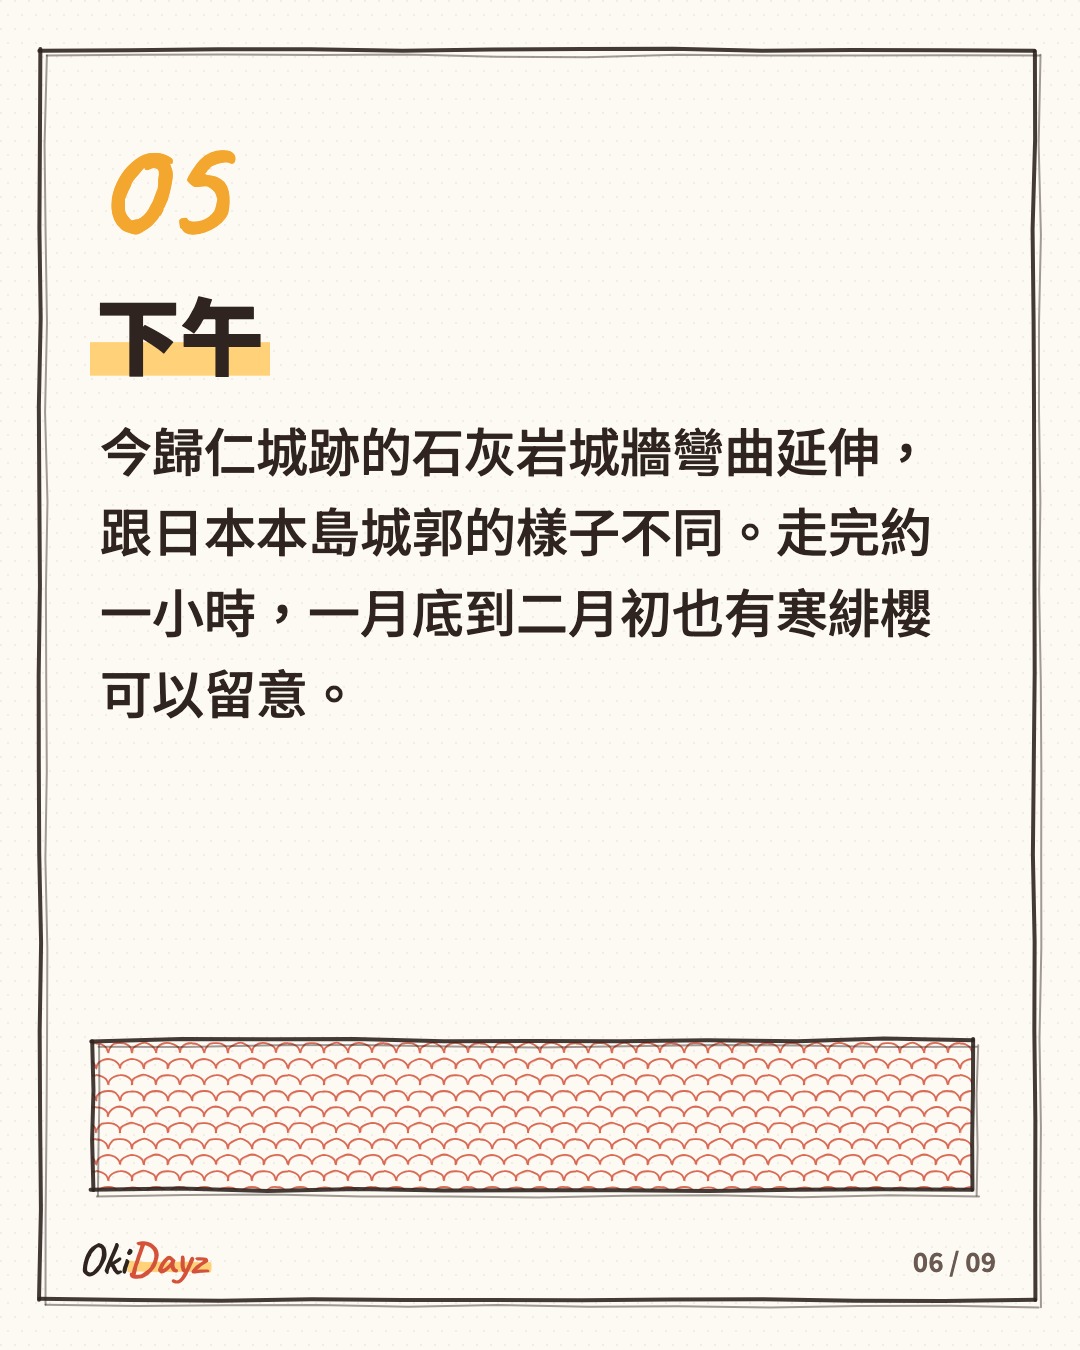 05
下午
今歸仁城跡的石灰岩城牆彎曲延伸，
跟日本本島城郭的樣子不同。走完約
一小時，一月底到二月初也有寒緋櫻
可以留意。
OkiDayz
06 / 09